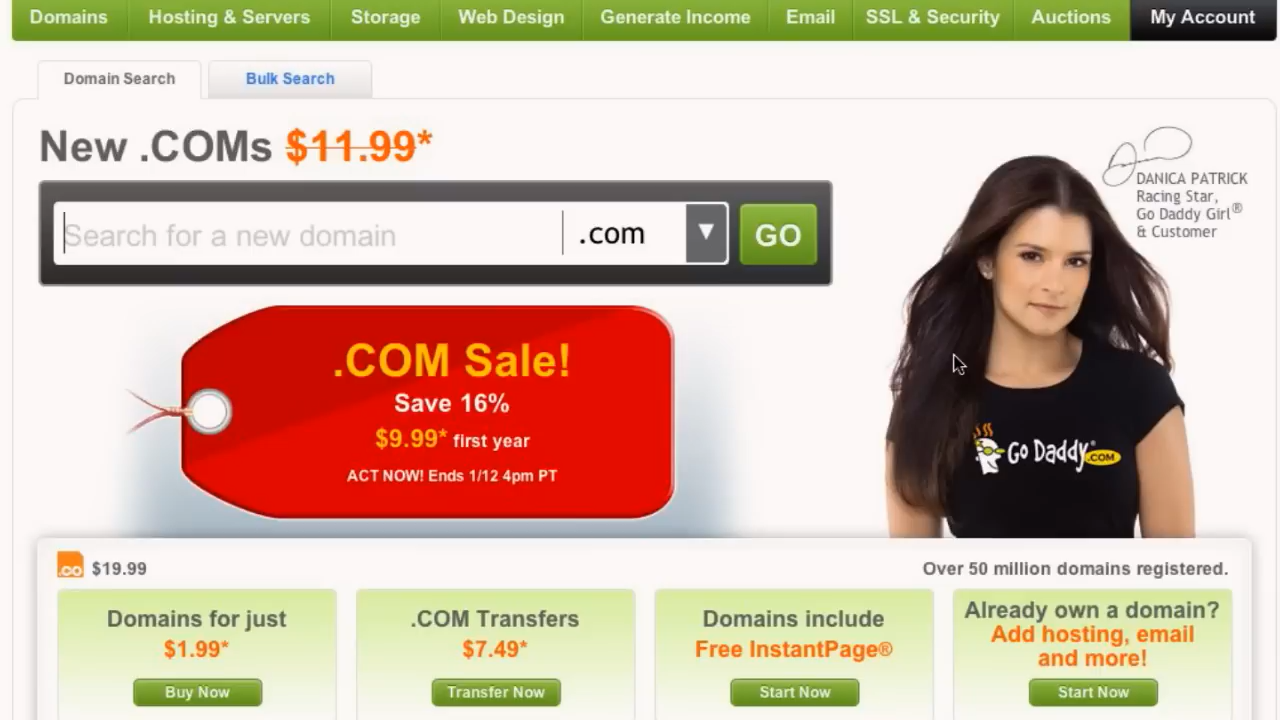 Domains
Hosting & Servers
Storage
Web Design
Generate Income
Email
SSL & Security
Auctions
My Account
Domain Search
Bulk Search
New .COMs $11.99*
Search for a new domain
.com
GO
DANICA PATRICK
Racing Star,
Go Daddy Girl®
& Customer
.COM Sale!
Save 16%
$9.99* first year
ACT NOW! Ends 1/12 4pm PT
Go Daddy® .COM
.co $19.99
Over 50 million domains registered.
Domains for just
$1.99*
Buy Now
.COM Transfers
$7.49*
Transfer Now
Domains include
Free InstantPage®
Start Now
Already own a domain?
Add hosting, email
and more!
Start Now